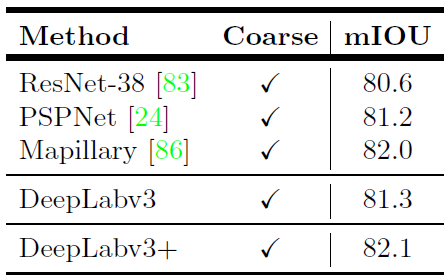 Method Coarse mIOU
ResNet-38 [83] ✓ 80.6
PSPNet [24] ✓ 81.2
Mapillary [86] ✓ 82.0
DeepLabv3 ✓ 81.3
DeepLabv3+ ✓ 82.1